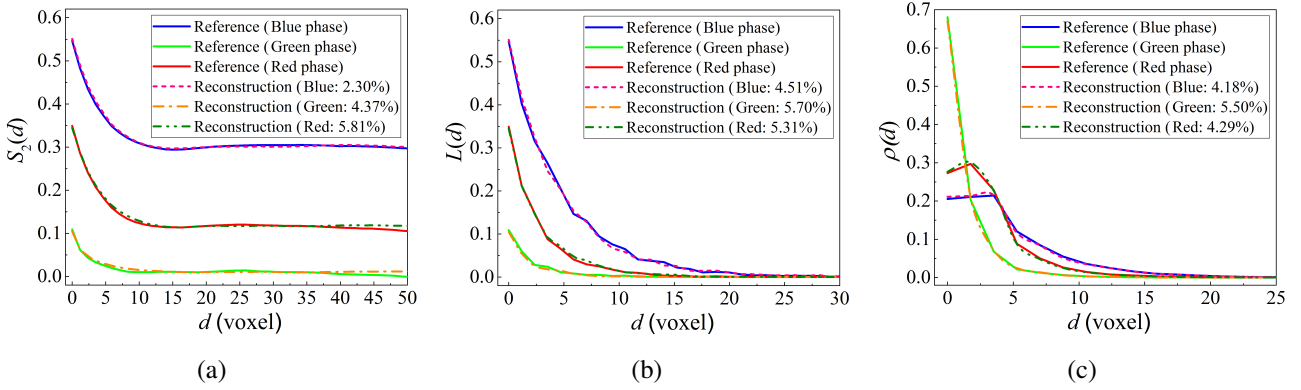 Reference (Blue phase)
Reference (Green phase)
Reference (Red phase)
Reconstruction (Blue: 2.30%)
Reconstruction (Green: 4.37%)
Reconstruction (Red: 5.81%)
S₂(d)
0.6
0.5
0.4
0.3
0.2
0.1
0.0
0 5 10 15 20 25 30 35 40 45 50
d (voxel)
(a)
Reference (Blue phase)
Reference (Green phase)
Reference (Red phase)
Reconstruction (Blue: 4.51%)
Reconstruction (Green: 5.70%)
Reconstruction (Red: 5.31%)
L(d)
0.6
0.5
0.4
0.3
0.2
0.1
0.0
0 5 10 15 20 25 30
d (voxel)
(b)
Reference (Blue phase)
Reference (Green phase)
Reference (Red phase)
Reconstruction (Blue: 4.18%)
Reconstruction (Green: 5.50%)
Reconstruction (Red: 4.29%)
ρ(d)
0.7
0.6
0.5
0.4
0.3
0.2
0.1
0.0
0 5 10 15 20 25
d (voxel)
(c)